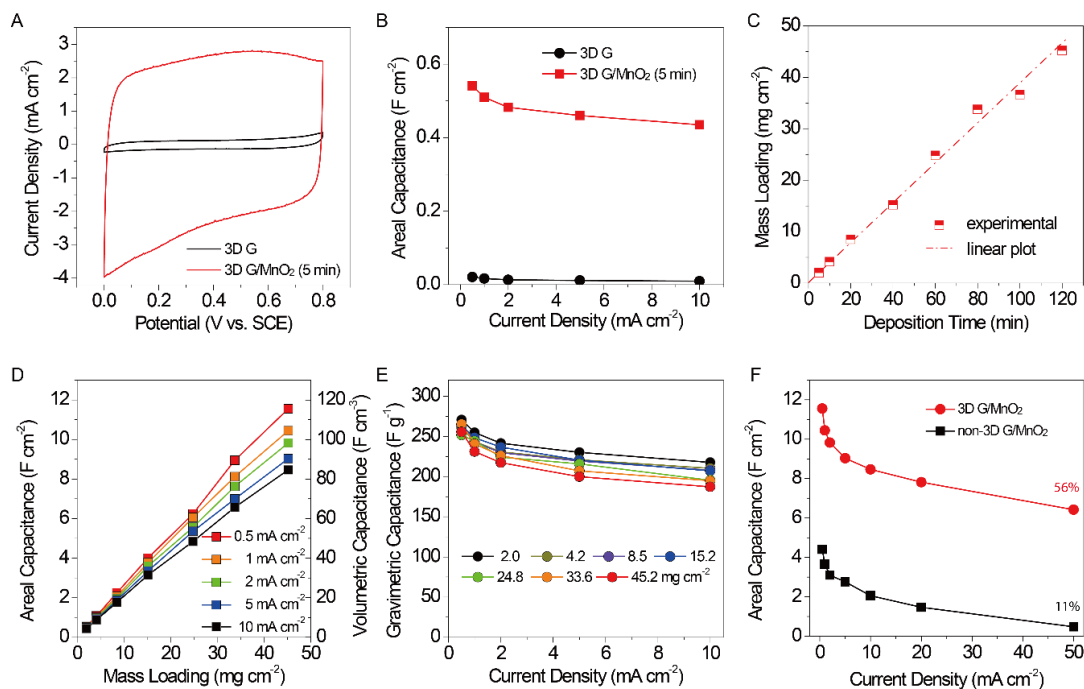 A
Current Density (mA cm⁻²)
3
2
1
0
-1
-2
-3
-4
3D G
3D G/MnO₂ (5 min)
0.0 0.2 0.4 0.6 0.8
Potential (V vs. SCE)
B
Areal Capacitance (F cm⁻²)
0.6
0.4
0.2
0.0
3D G
3D G/MnO₂ (5 min)
0 2 4 6 8 10
Current Density (mA cm⁻²)
C
Mass Loading (mg cm⁻²)
50
40
30
20
10
0
experimental
linear plot
0 20 40 60 80 100 120
Deposition Time (min)
D
Areal Capacitance (F cm⁻²)
12
10
8
6
4
2
0
0.5 mA cm⁻²
1 mA cm⁻²
2 mA cm⁻²
5 mA cm⁻²
10 mA cm⁻²
120
100
80
60
40
20
0
Volumetric Capacitance (F cm⁻³)
0 10 20 30 40 50
Mass Loading (mg cm⁻²)
E
Gravimetric Capacitance (F g⁻¹)
300
250
200
150
100
50
0
2.0 4.2 8.5 15.2
24.8 33.6 45.2 mg cm⁻²
0 2 4 6 8 10
Current Density (mA cm⁻²)
F
Areal Capacitance (F cm⁻²)
12
10
8
6
4
2
0
3D G/MnO₂
non-3D G/MnO₂
56%
11%
0 10 20 30 40 50
Current Density (mA cm⁻²)